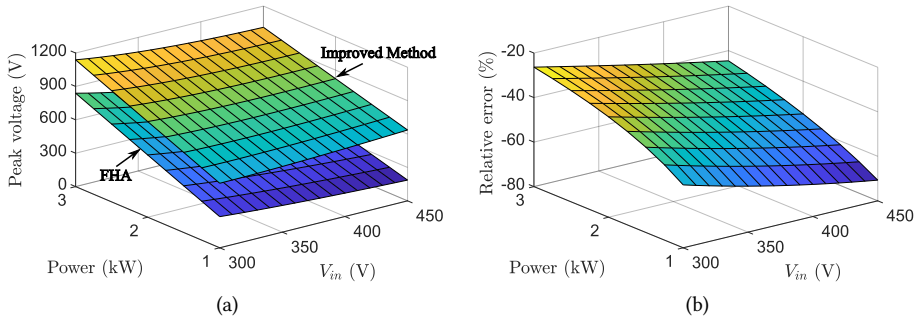 1200
900
600
300
0
Peak voltage (V)
Improved Method
FHA
3
2
1
Power (kW)
300
350
400
450
V_in (V)
(a)
-20
-40
-60
-80
Relative error (%)
3
2
1
Power (kW)
300
350
400
450
V_in (V)
(b)